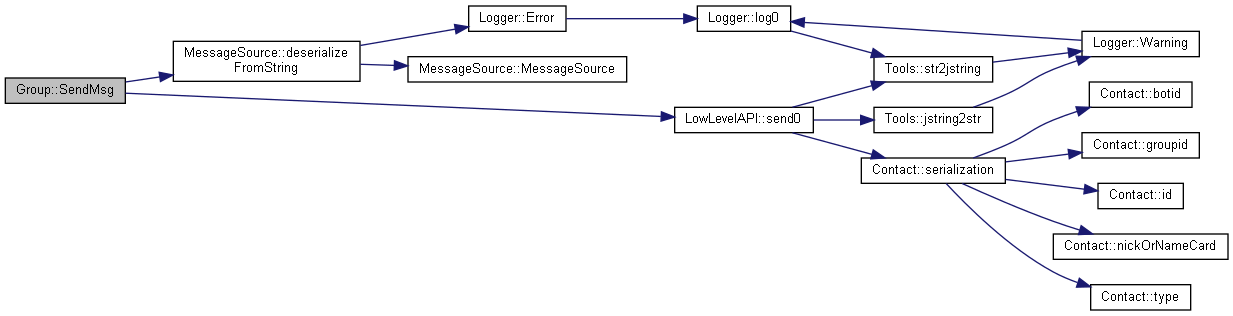 Group::SendMsg
MessageSource::deserialize
FromString
Logger::Error
MessageSource::MessageSource
Logger::log0
LowLevelAPI::send0
Tools::str2jstring
Tools::jstring2str
Contact::serialization
Logger::Warning
Contact::botid
Contact::groupid
Contact::id
Contact::nickOrNameCard
Contact::type